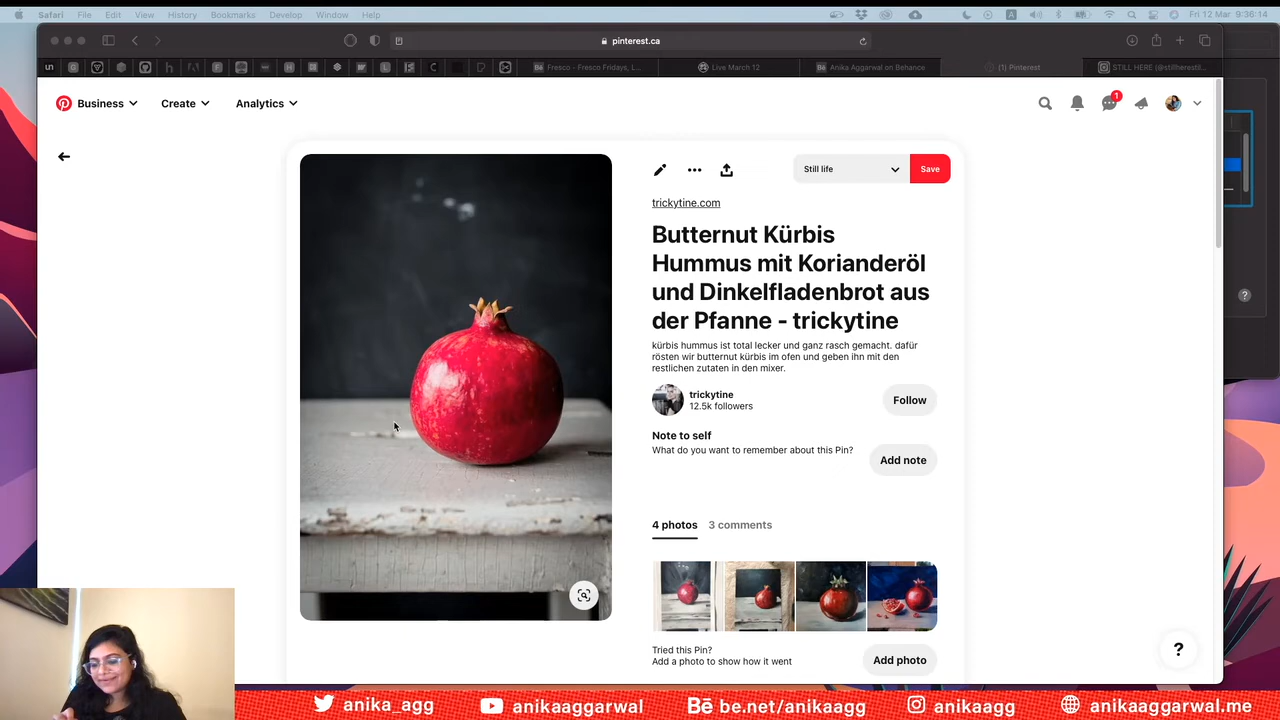 Safari File Edit View History Bookmarks Develop Window Help
Fri 12 Mar 9:36:14
pinterest.ca
Fresco - Fresco Fridays, L... Live March 12 Anika Aggarwal on Behance (1) Pinterest STILL HERE (@stillherestil...
Business Create Analytics
1
Still life Save
trickytine.com
Butternut Kürbis
Hummus mit Korianderöl
und Dinkelfladenbrot aus
der Pfanne - trickytine
kürbis hummus ist total lecker und ganz rasch gemacht. dafür
rösten wir butternut kürbis im ofen und geben ihn mit den
restlichen zutaten in den mixer.
trickytine
12.5k followers
Follow
Note to self
What do you want to remember about this Pin?
Add note
4 photos 3 comments
Tried this Pin?
Add a photo to show how it went
Add photo
?
?
anika_agg anikaaggarwal Bē be.net/anikaagg anikaagg anikaaggarwal.me